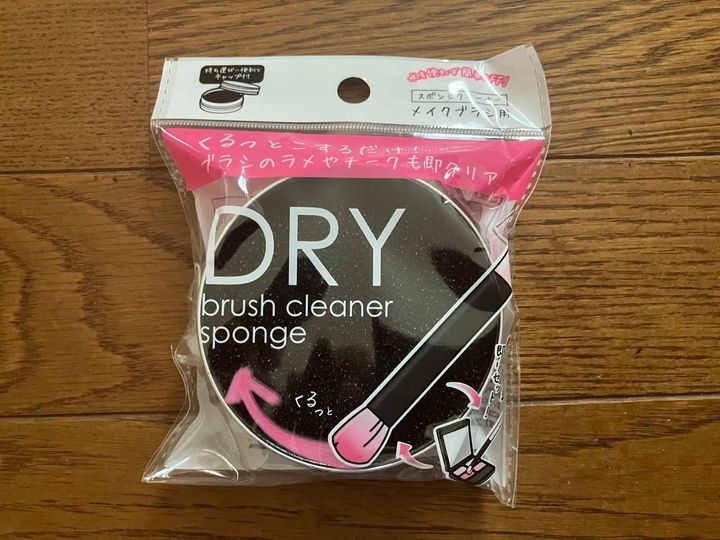 持ち運びに便利な
キャップ付
水を使わず簡単OFF!
スポンジクリーナー
メイクブラシ用
くるっとこするだけ!
ブラシのラメやチークも即クリア
DRY
brush cleaner
sponge
くるっと